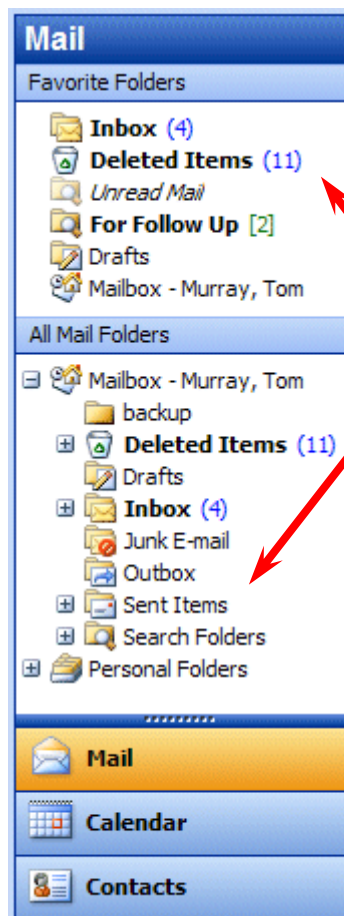 Mail
Favorite Folders
Inbox (4)
Deleted Items (11)
Unread Mail
For Follow Up [2]
Drafts
Mailbox - Murray, Tom
All Mail Folders
Mailbox - Murray, Tom
backup
Deleted Items (11)
Drafts
Inbox (4)
Junk E-mail
Outbox
Sent Items
Search Folders
Personal Folders
Mail
Calendar
Contacts